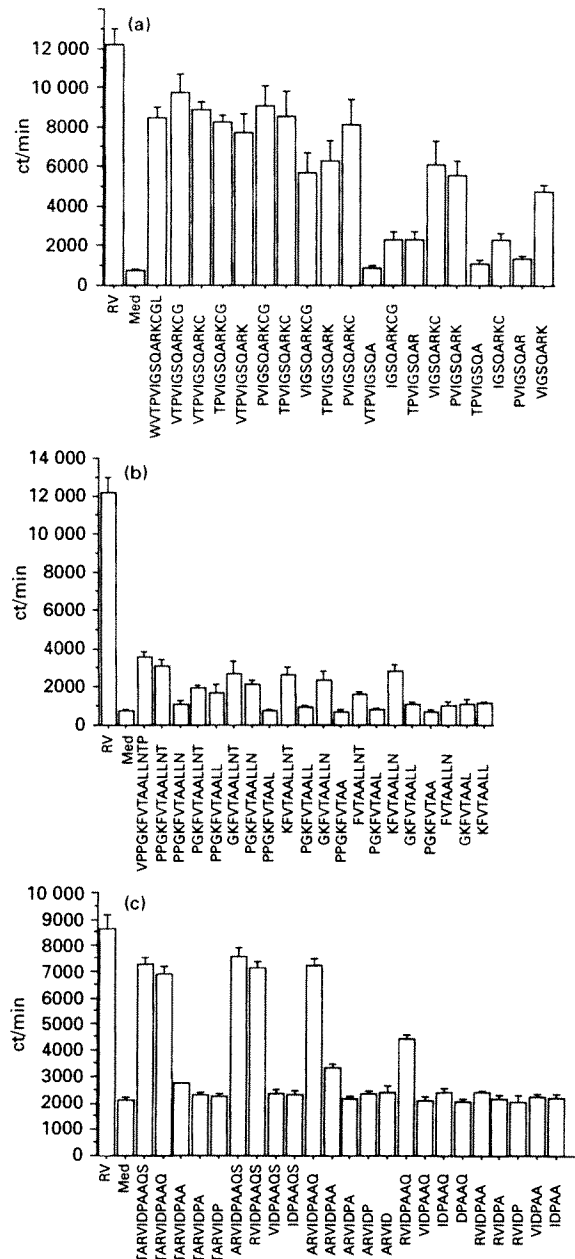 (a)
ct/min
12 000
10 000
8000
6000
4000
2000
0
RV
Med
WVTPVIGSQARKCGL
VTPVIGSQARKCG
VTPVIGSQARKC
TPVIGSQARKCG
VTPVIGSQARK
PVIGSQARKCG
TPVIGSQARKC
VIGSQARKCG
TPVIGSQARK
PVIGSQARKC
VTPVIGSQA
IGSQARKCG
TPVIGSQAR
VIGSQARKC
PVIGSQARK
TPVIGSQA
IGSQARKC
PVIGSQAR
VIGSQARK
(b)
ct/min
14 000
12 000
10 000
8000
6000
4000
2000
0
RV
Med
VPPGKFVTAALLNTP
PPGKFVTAALLNT
PPGKFVTAALLN
PGKFVTAALLNT
PPGKFVTAALL
GKFVTAALLNT
PGKFVTAALLN
PPGKFVTAAL
KFVTAALLNT
PGKFVTAALL
GKFVTAALLN
PPGKFVTAA
FVTAALLNT
PGKFVTAAL
KFVTAALLN
GKFVTAALL
PGKFVTAA
FVTAALLN
GKFVTAAL
KFVTAALL
(c)
ct/min
10 000
9000
8000
7000
6000
5000
4000
3000
2000
1000
0
RV
Med
TARVIDPAAQS
TARVIDPAAQ
TARVIDPAA
TARVIDPA
TARVIDP
ARVIDPAAQS
RVIDPAAQS
VIDPAAQS
IDPAAQS
ARVIDPAAQ
ARVIDPAA
ARVIDPA
ARVIDP
ARVID
RVIDPAAQ
VIDPAAQ
IDPAAQ
DPAAQ
RVIDPAA
RVIDPA
RVIDP
VIDPAA
IDPAA